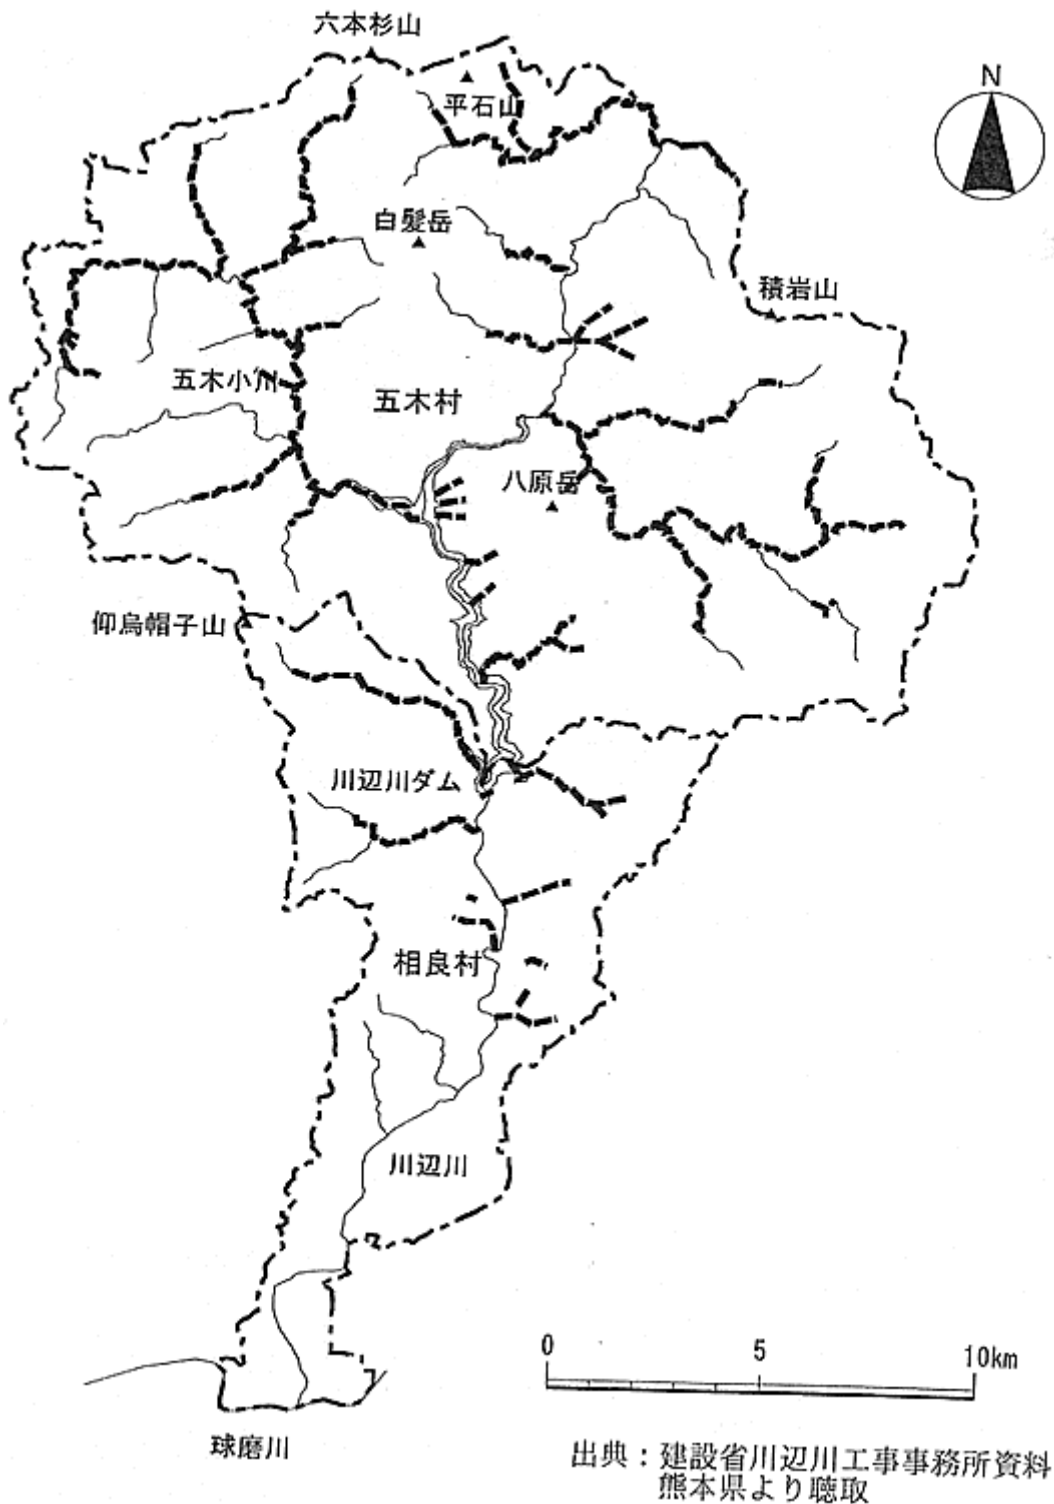 六本杉山
N
平石山
白髪岳
積岩山
五木小川
五木村
八原岳
仰烏帽子山
川辺川ダム
相良村
川辺川
0 5 10km
球磨川
出典：建設省川辺川工事事務所資料
熊本県より聴取